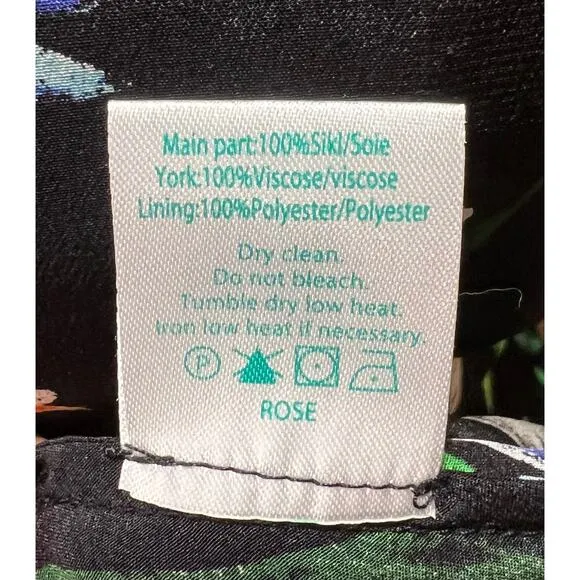 Main part:100%Sikl/Soie
York:100%Viscose/viscose
Lining:100%Polyester/Polyester
Dry clean.
Do not bleach.
Tumble dry low heat.
Iron low heat if necessary.
P
ROSE